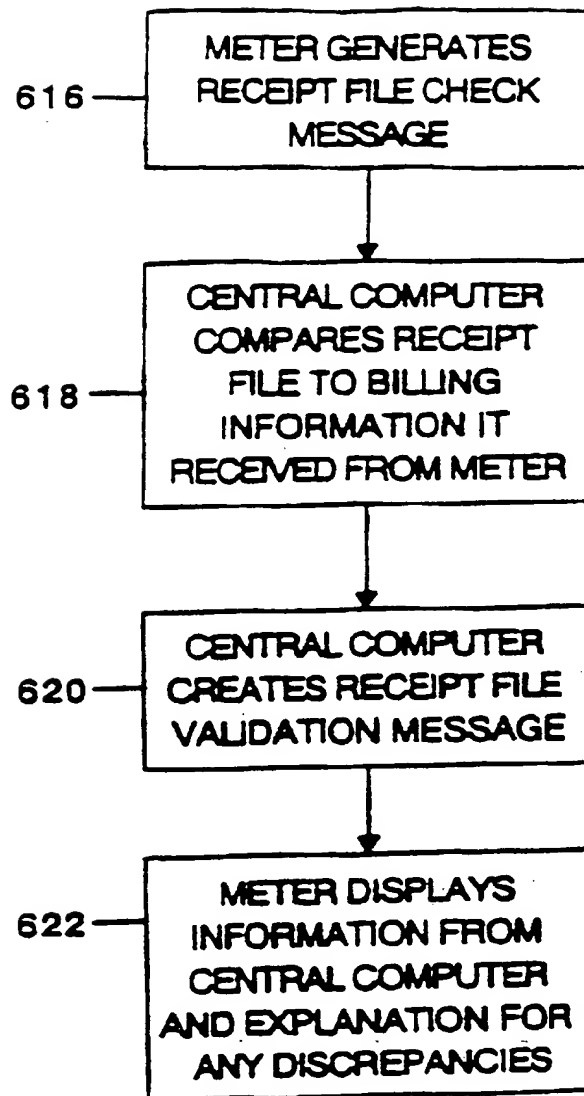 616
METER GENERATES
RECEIPT FILE CHECK
MESSAGE
618
CENTRAL COMPUTER
COMPARES RECEIPT
FILE TO BILLING
INFORMATION IT
RECEIVED FROM METER
620
CENTRAL COMPUTER
CREATES RECEIPT FILE
VALIDATION MESSAGE
622
METER DISPLAYS
INFORMATION FROM
CENTRAL COMPUTER
AND EXPLANATION FOR
ANY DISCREPANCIES